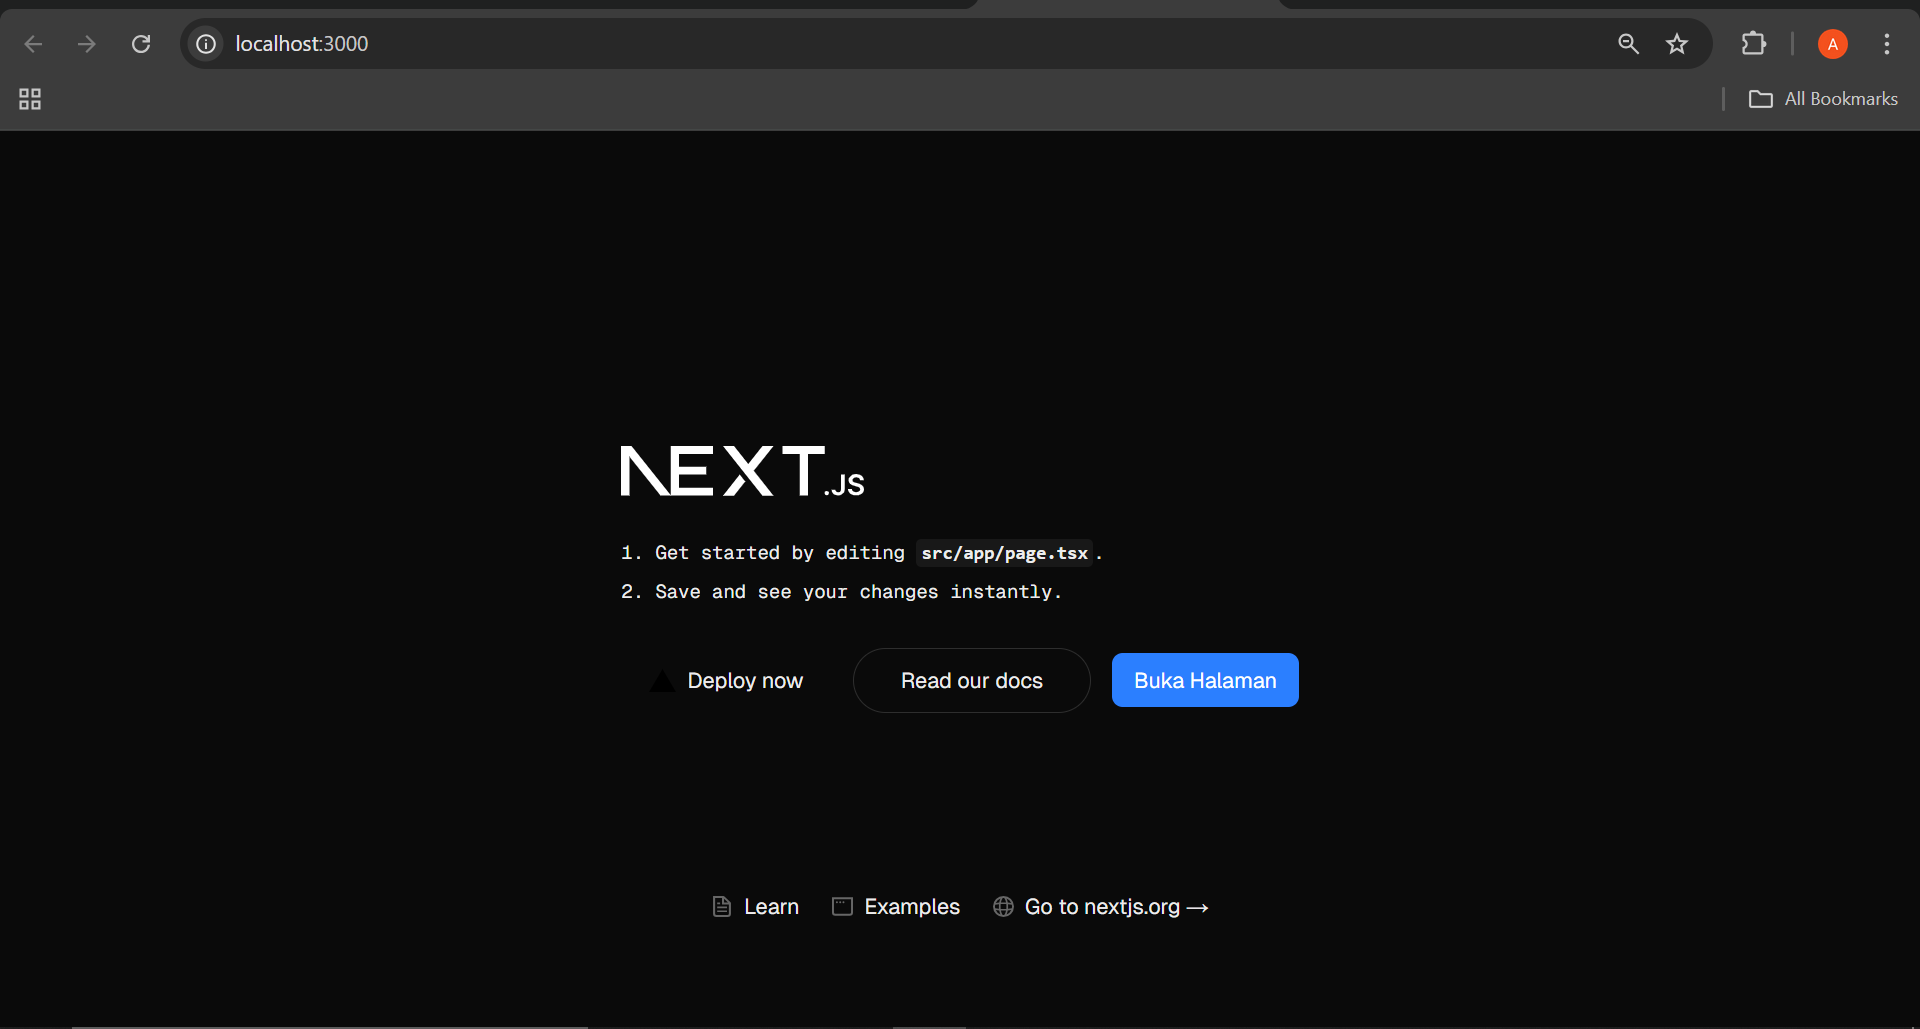 localhost:3000
A
All Bookmarks
NEXT.JS
1. Get started by editing src/app/page.tsx.
2. Save and see your changes instantly.
Deploy now
Read our docs
Buka Halaman
Learn
Examples
Go to nextjs.org →